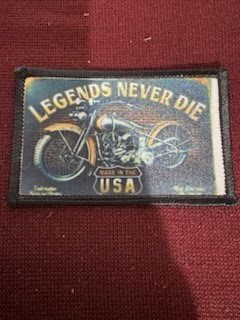 LEGENDS NEVER DIE
MADE IN THE
USA